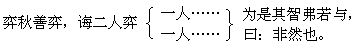 弈秋善弈，诲二人弈
一人……
一人……
为是其智弗若与，
曰：非然也。